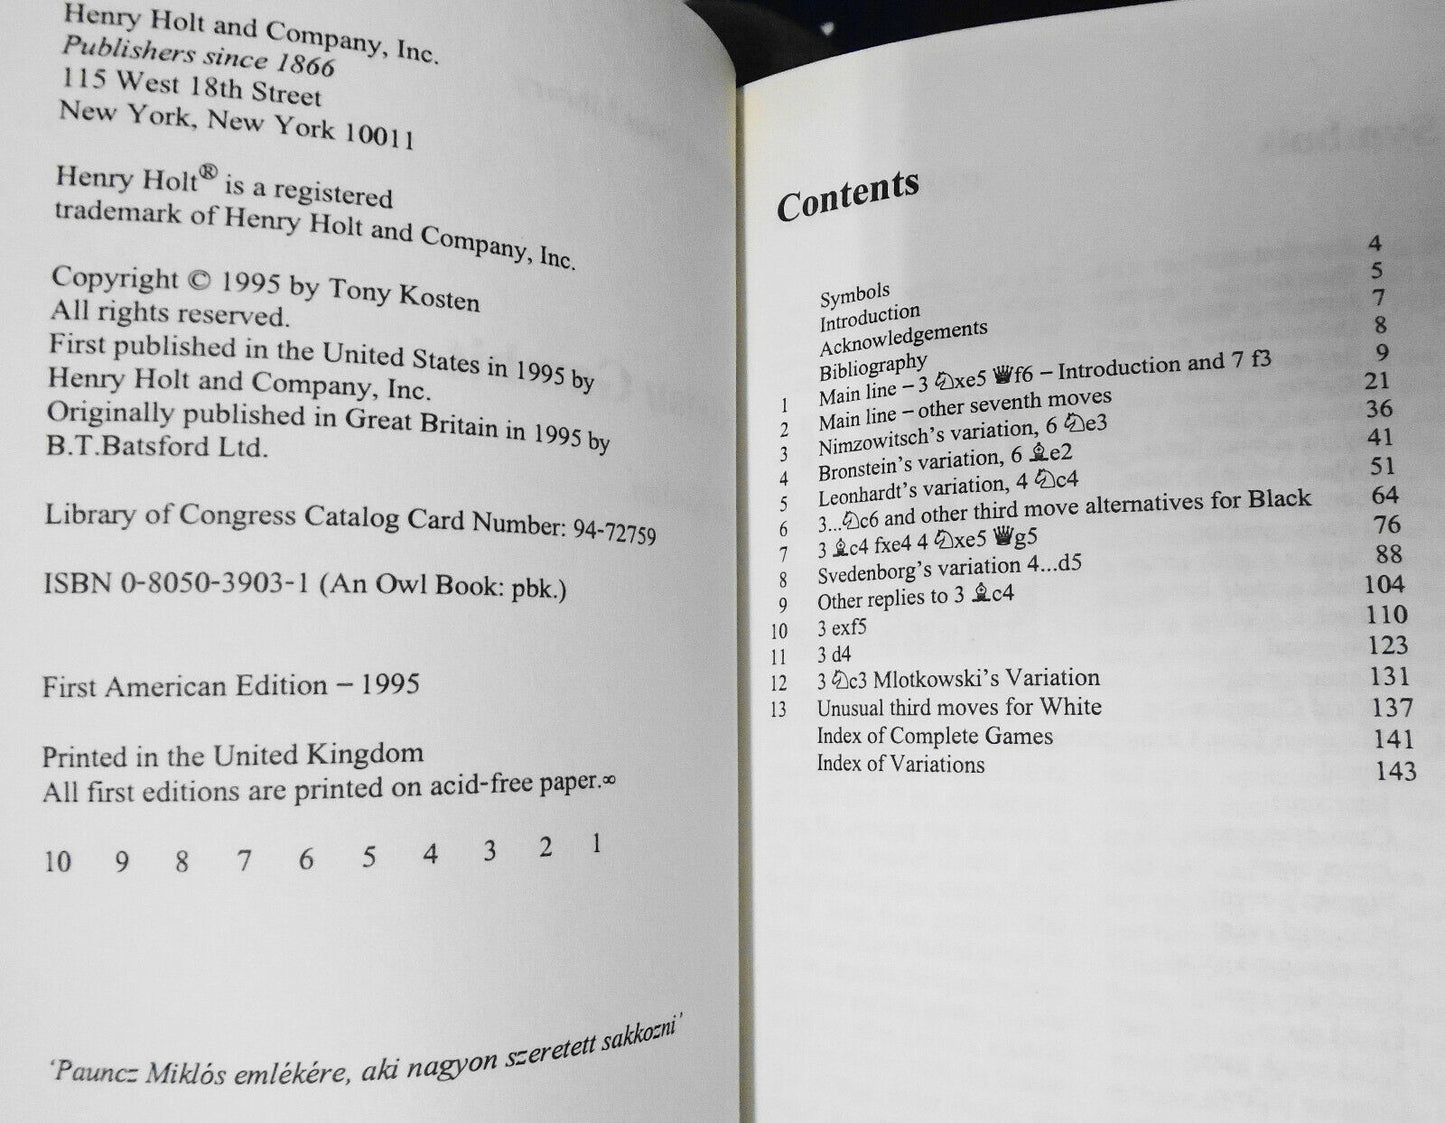 Henry Holt and Company, Inc.
Publishers since 1866
115 West 18th Street
New York, New York 10011
Henry Holt® is a registered
trademark of Henry Holt and Company, Inc.
Copyright © 1995 by Tony Kosten
All rights reserved.
First published in the United States in 1995 by
Henry Holt and Company, Inc.
Originally published in Great Britain in 1995 by
B.T.Batsford Ltd.
Library of Congress Catalog Card Number: 94-72759
ISBN 0-8050-3903-1 (An Owl Book: pbk.)
First American Edition – 1995
Printed in the United Kingdom
All first editions are printed on acid-free paper.∞
10 9 8 7 6 5 4 3 2 1
'Pauncz Miklós emlékére, aki nagyon szeretett sakkozni'
Contents
Symbols 4
Introduction 5
Acknowledgements 7
Bibliography 8
1 Main line – 3 ♘xe5 ♛f6 – Introduction and 7 f3 9
2 Main line – other seventh moves 21
3 Nimzowitsch's variation, 6 ♘e3 36
4 Bronstein's variation, 6 ♗e2 41
5 Leonhardt's variation, 4 ♘c4 51
6 3...♘c6 and other third move alternatives for Black 64
7 3 ♗c4 fxe4 4 ♘xe5 ♛g5 76
8 Svedenborg's variation 4...d5 88
9 Other replies to 3 ♗c4 104
10 3 exf5 110
11 3 d4 123
12 3 ♘c3 Mlotkowski's Variation 131
13 Unusual third moves for White 137
Index of Complete Games 141
Index of Variations 143